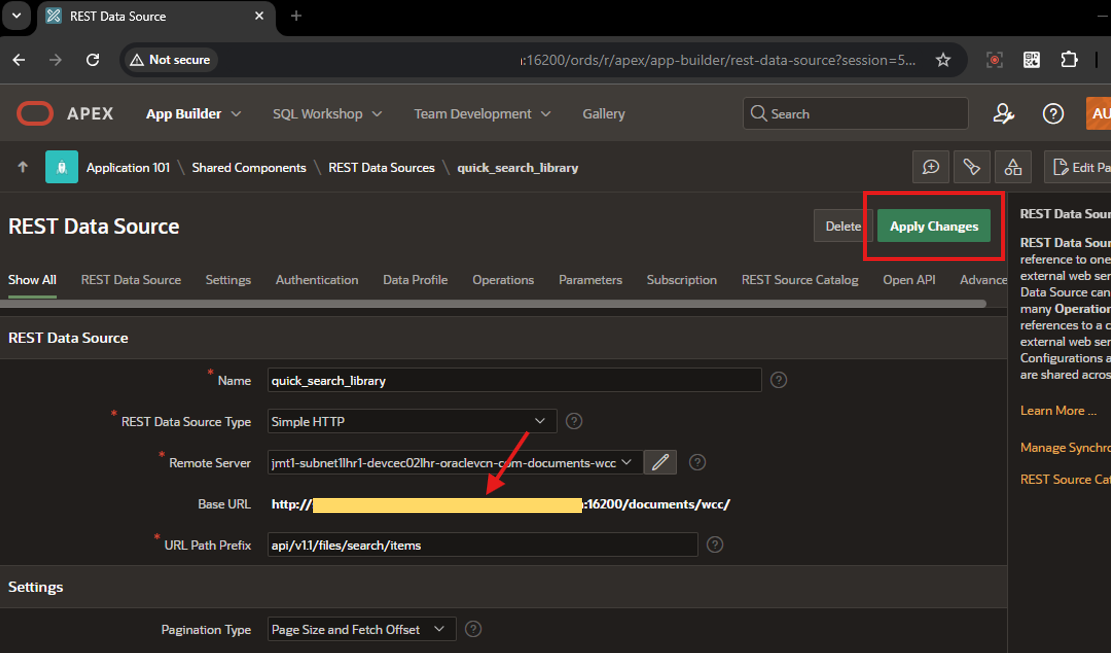 REST Data Source
Not secure
:16200/ords/r/apex/app-builder/rest-data-source?session=5...
APEX App Builder SQL Workshop Team Development Gallery Search AU
Application 101 \ Shared Components \ REST Data Sources \ quick_search_library Edit Pa
REST Data Source Delete Apply Changes
Show All REST Data Source Settings Authentication Data Profile Operations Parameters Subscription REST Source Catalog Open API Advance
REST Data Source
* Name quick_search_library
* REST Data Source Type Simple HTTP
* Remote Server jmt1-subnet1lhr1-devcec02lhr-oraclevcn-com-documents-wcc
Base URL http:// :16200/documents/wcc/
* URL Path Prefix api/v1.1/files/search/items
Settings
Pagination Type Page Size and Fetch Offset
REST Data Sour
REST Data Sour
reference to one
external web ser
Data Source can
many Operation
references to a c
external web ser
Configurations a
are shared acros
Learn More ...
Manage Synchro
REST Source Cat